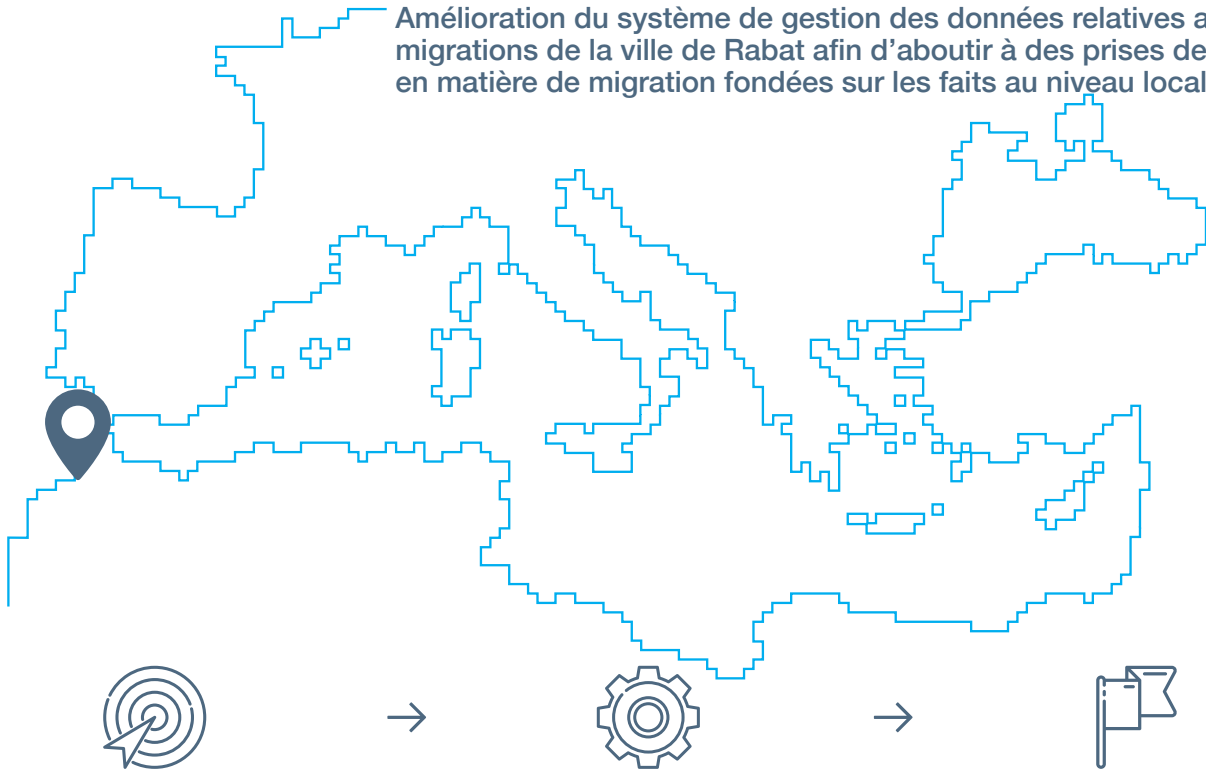 Amélioration du système de gestion des données relatives a
migrations de la ville de Rabat afin d’aboutir à des prises de
en matière de migration fondées sur les faits au niveau local